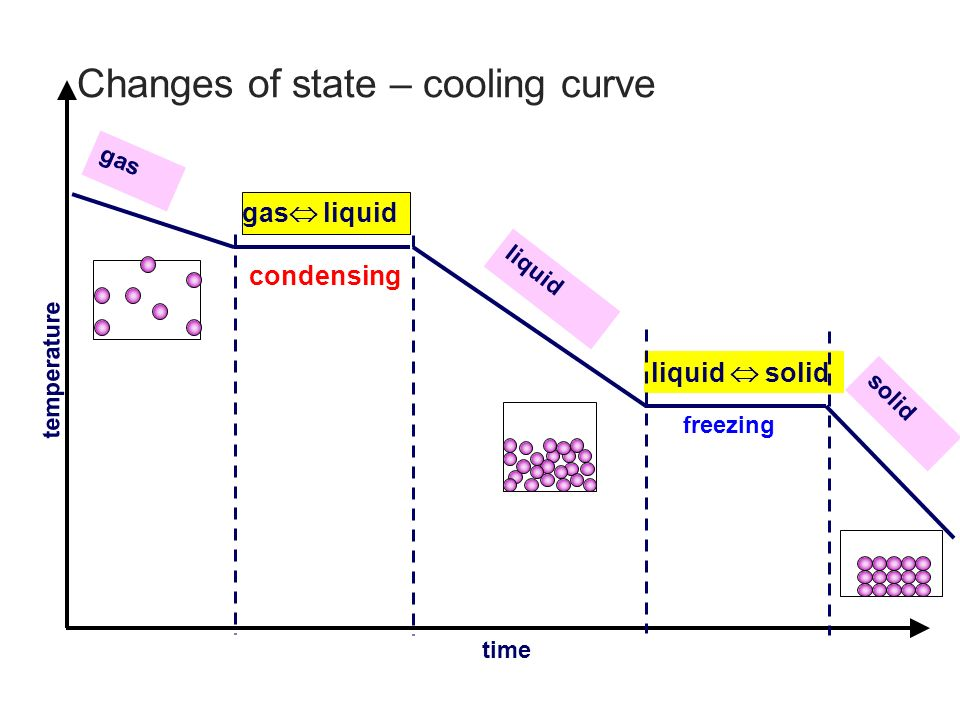 Changes of state – cooling curve
gas
gas⇔ liquid
condensing
liquid
temperature
liquid ⇔ solid
solid
freezing
time